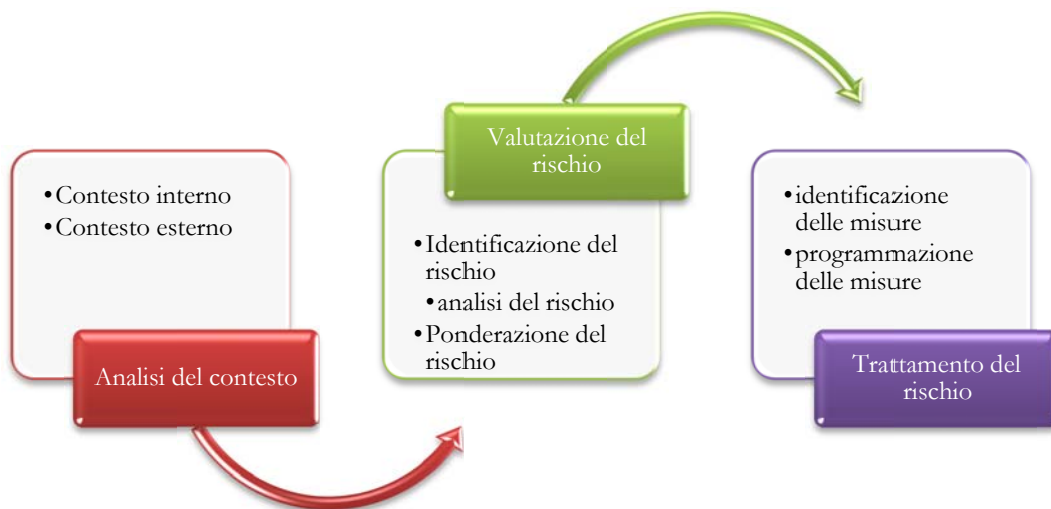 • Contesto interno
• Contesto esterno
Analisi del contesto
Valutazione del
rischio
• Identificazione del
rischio
• analisi del rischio
• Ponderazione del
rischio
• identificazione
delle misure
• programmazione
delle misure
Trattamento del
rischio